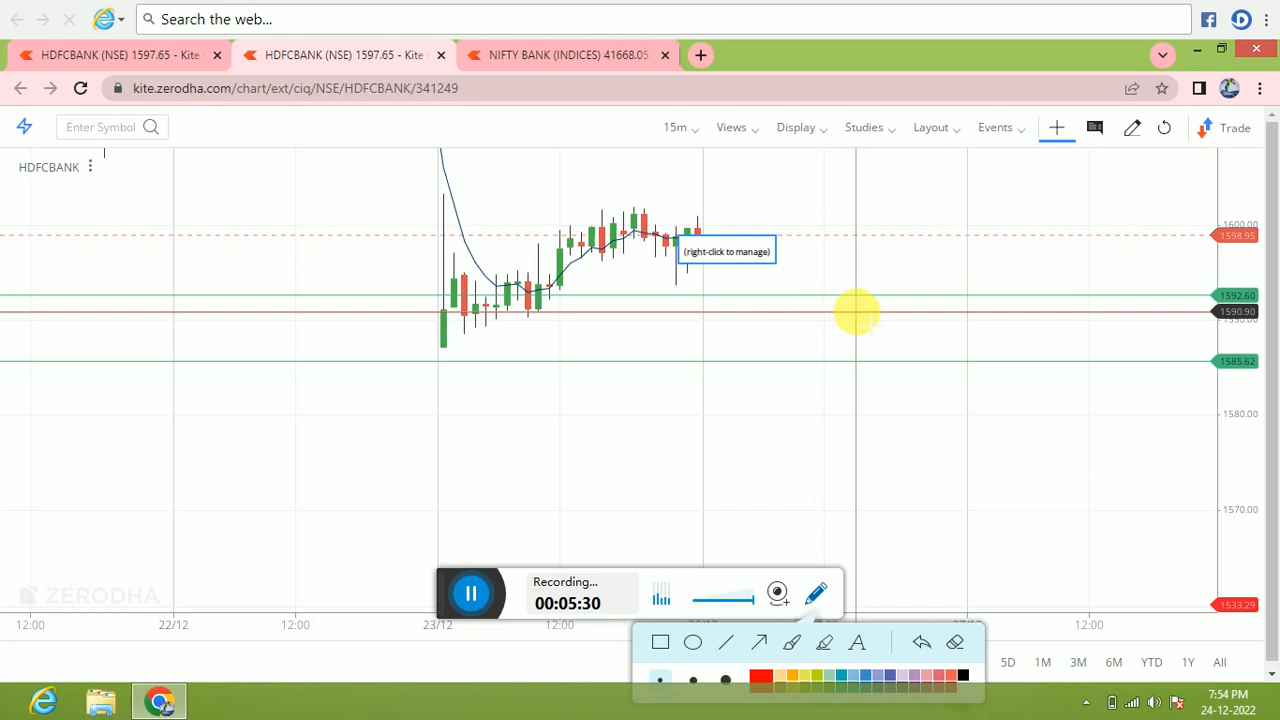 Search the web...
HDFCBANK (NSE) 1597.65 - Kite
HDFCBANK (NSE) 1597.65 - Kite
NIFTY BANK (INDICES) 41668.05
kite.zerodha.com/chart/ext/ciq/NSE/HDFCBANK/341249
Enter Symbol
15m
Views
Display
Studies
Layout
Events
Trade
HDFCBANK
1600.00
1598.95
(right-click to manage)
1592.60
1590.90
1585.62
1580.00
1570.00
ZERODHA
Recording...
00:05:30
1533.29
12:00
22/12
12:00
23/12
12:00
12:00
A
5D
1M
3M
6M
YTD
1Y
All
7:54 PM
24-12-2022